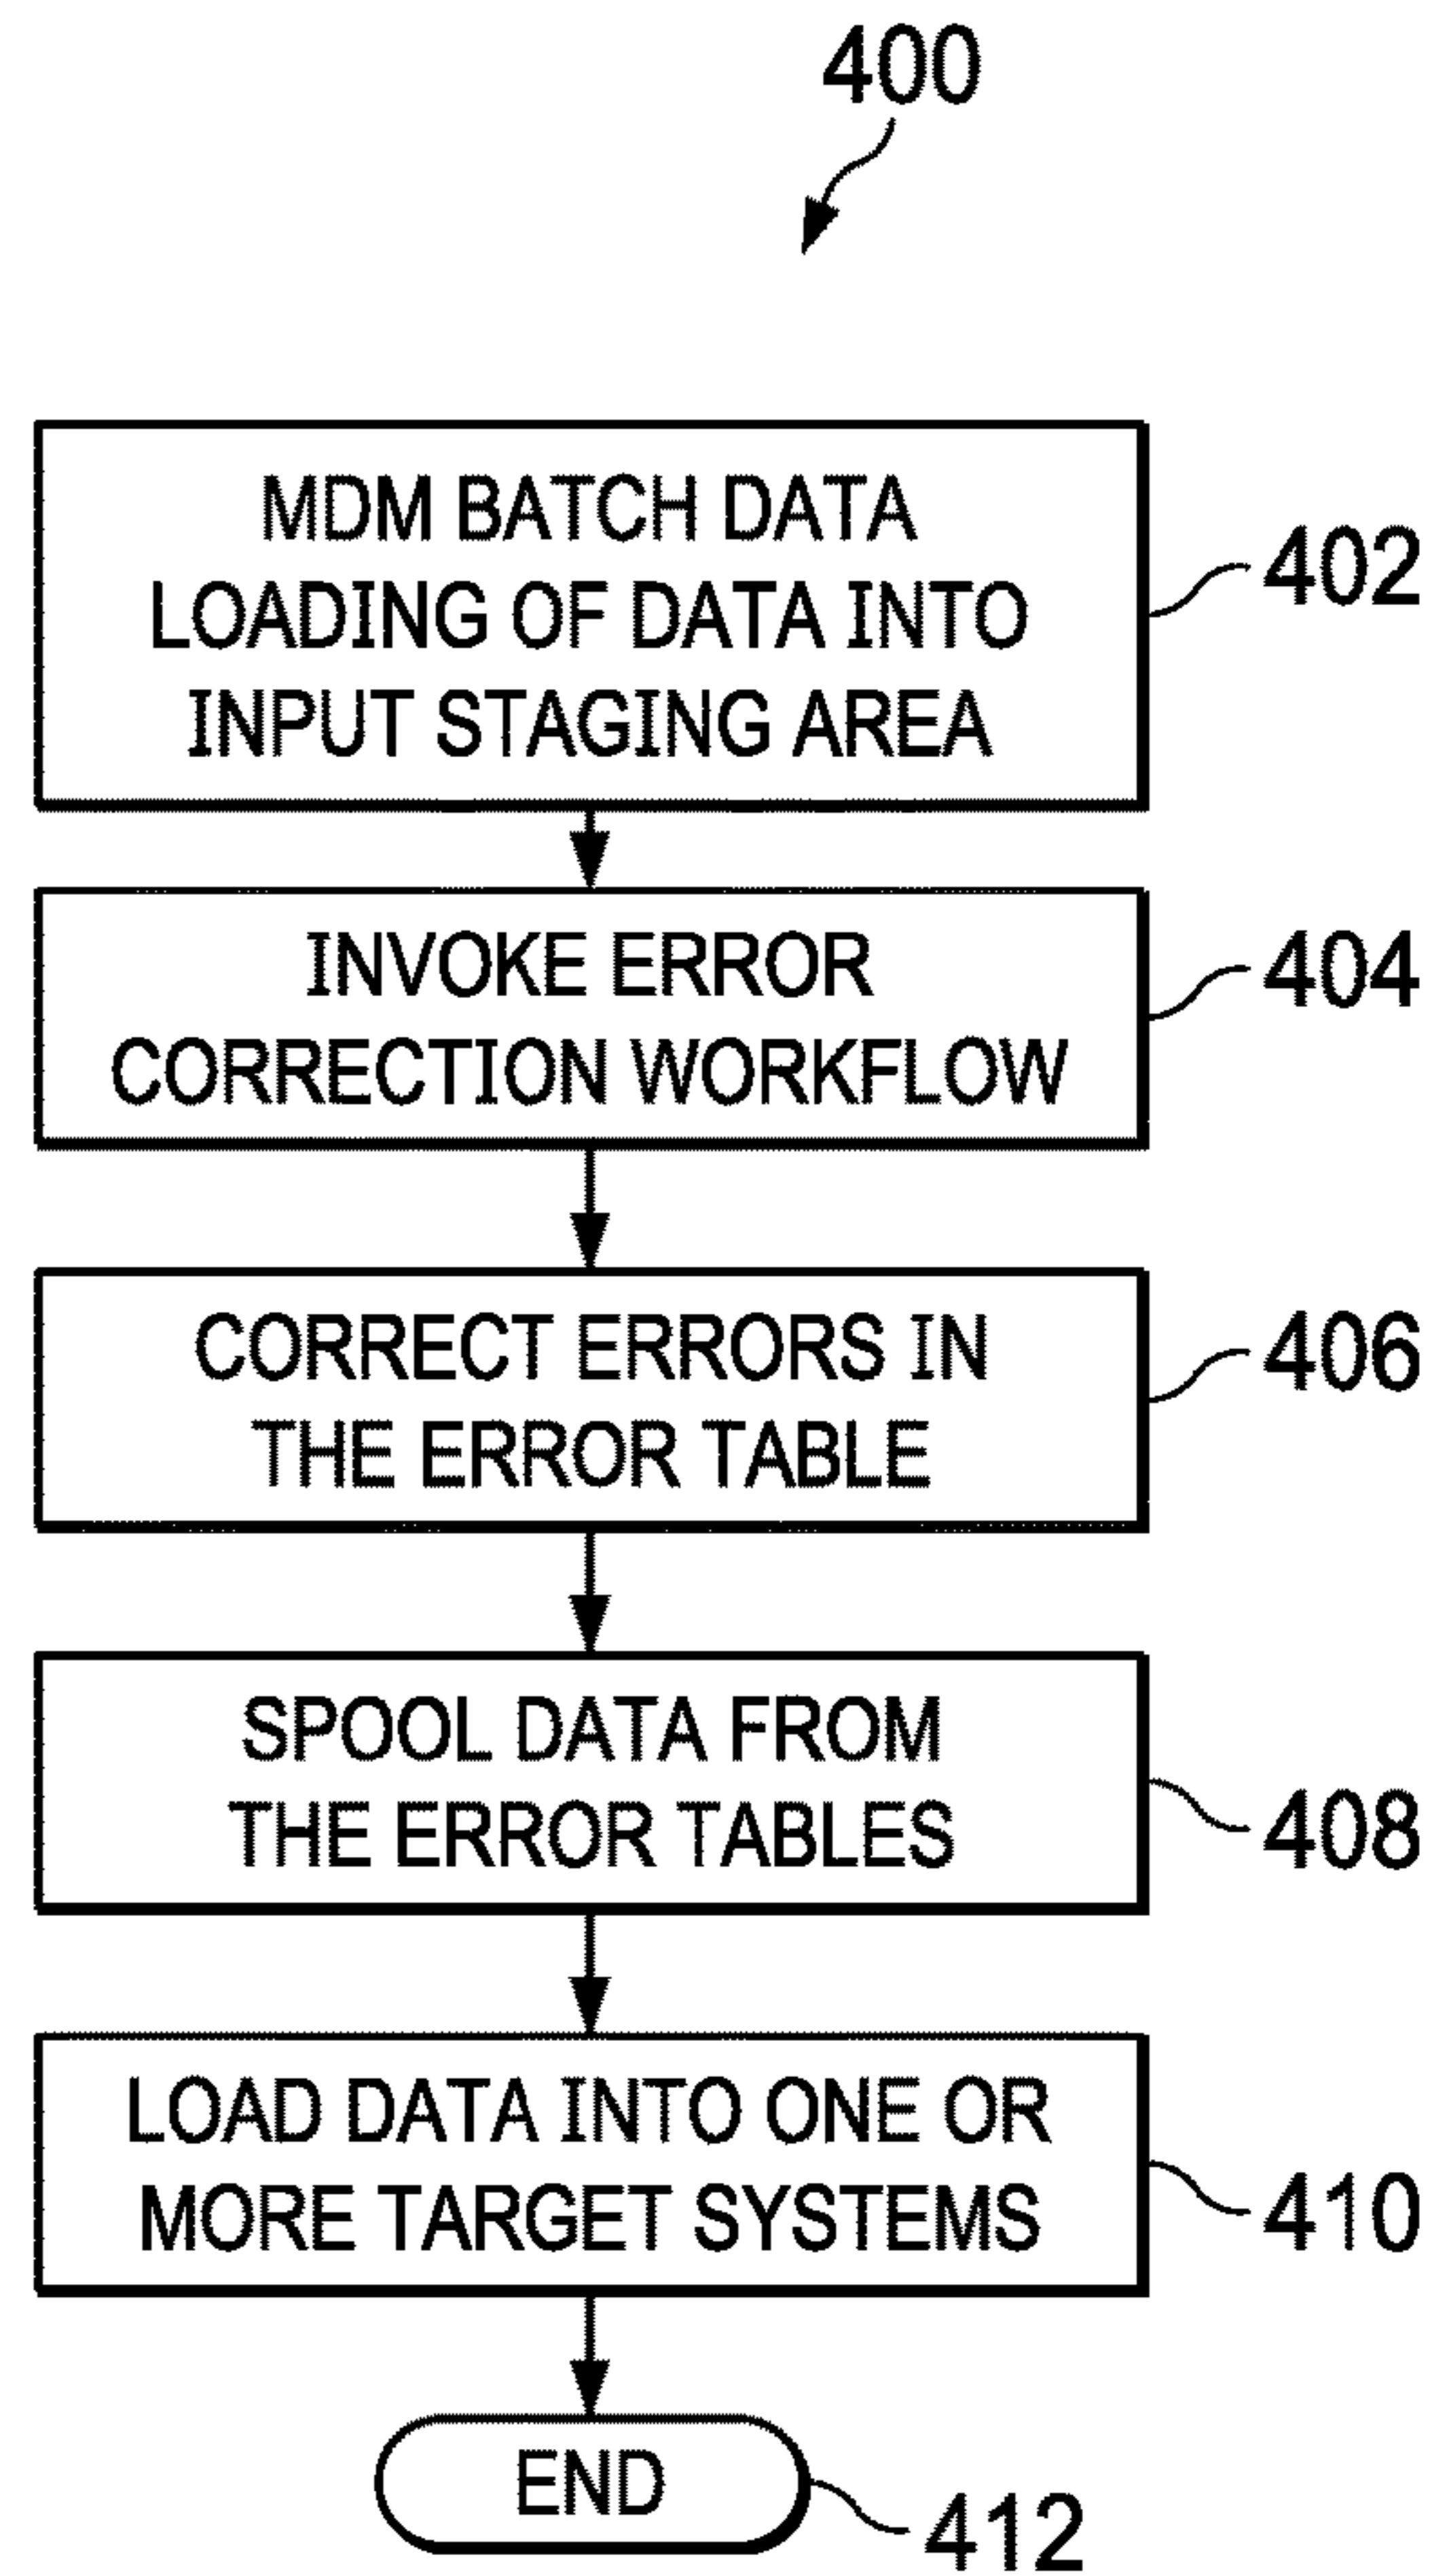 400
MDM BATCH DATA
LOADING OF DATA INTO
INPUT STAGING AREA
402
INVOKE ERROR
CORRECTION WORKFLOW
404
CORRECT ERRORS IN
THE ERROR TABLE
406
SPOOL DATA FROM
THE ERROR TABLES
408
LOAD DATA INTO ONE OR
MORE TARGET SYSTEMS
410
END
412